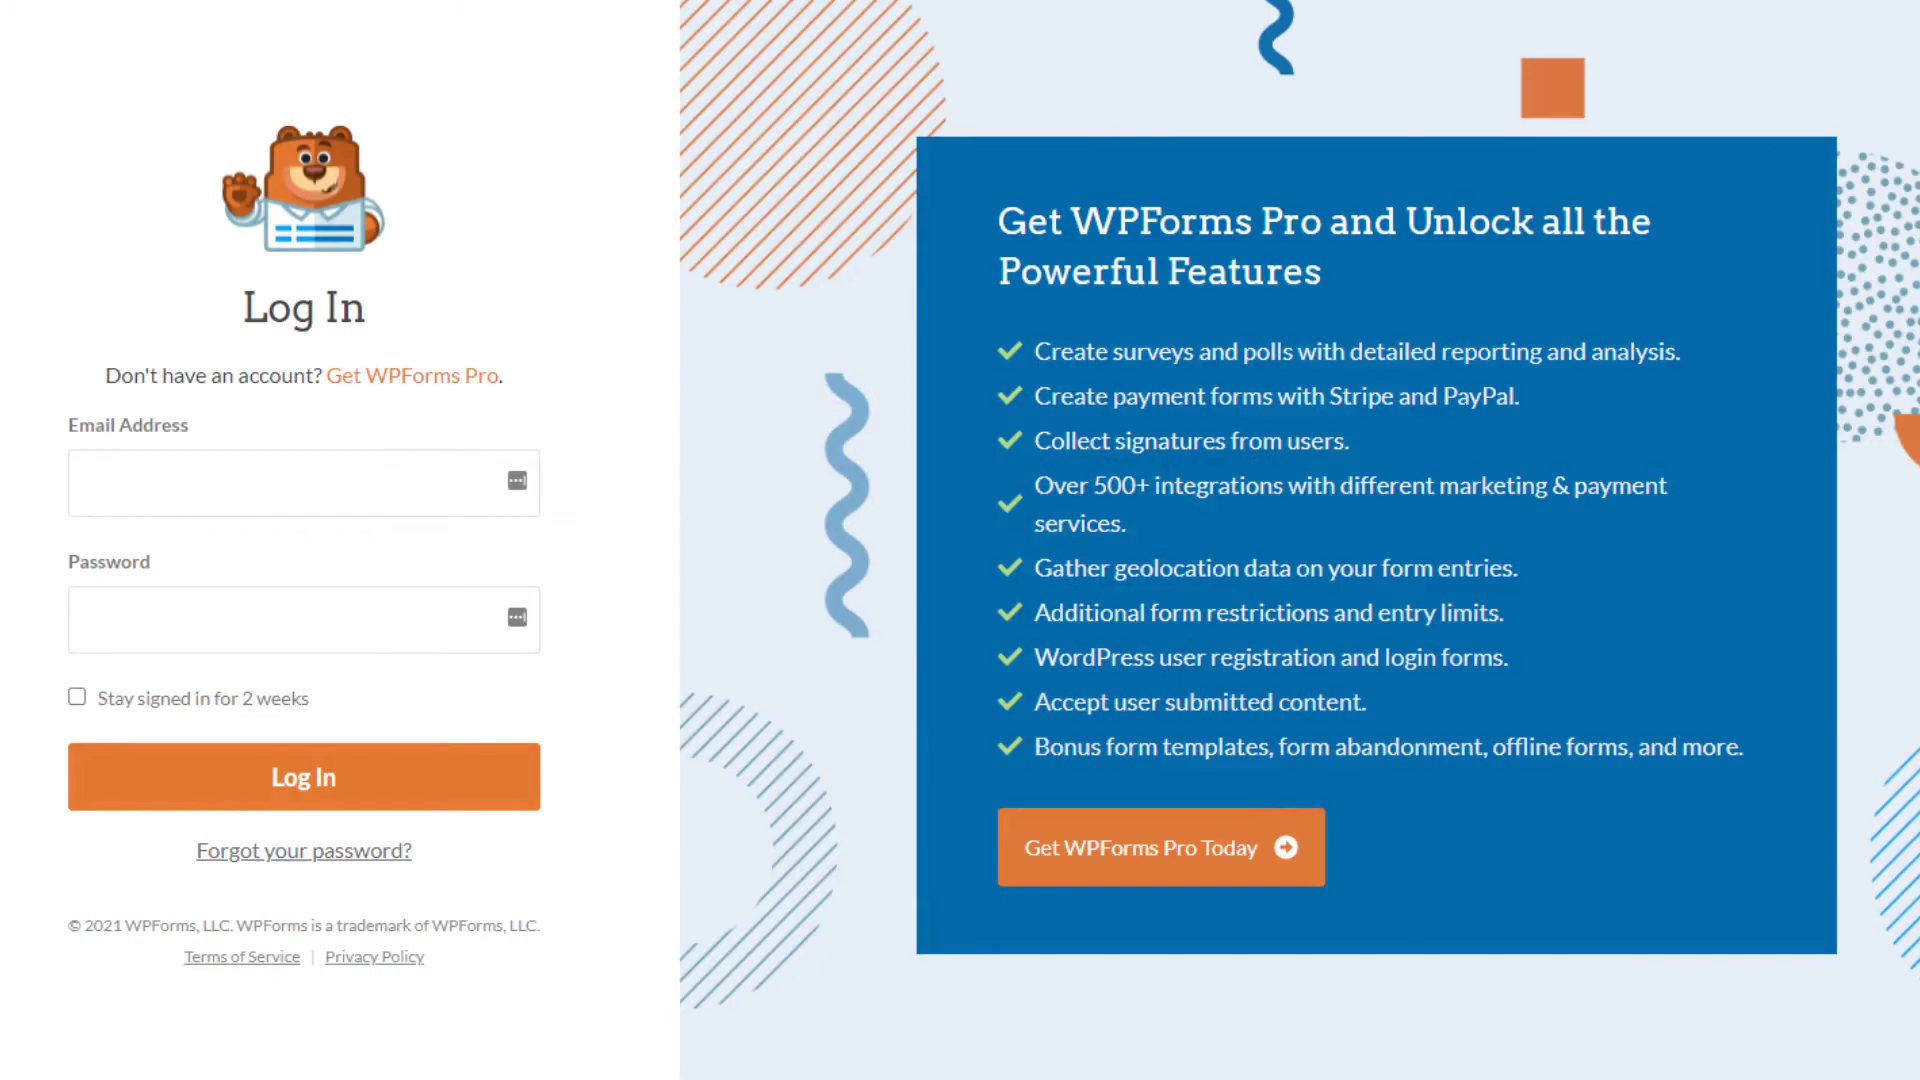 Log In
Don't have an account? Get WPForms Pro.
Email Address
Password
Stay signed in for 2 weeks
Log In
Forgot your password?
© 2021 WPForms, LLC. WPForms is a trademark of WPForms, LLC.
Terms of Service | Privacy Policy
Get WPForms Pro and Unlock all the
Powerful Features
Create surveys and polls with detailed reporting and analysis.
Create payment forms with Stripe and PayPal.
Collect signatures from users.
Over 500+ integrations with different marketing & payment
services.
Gather geolocation data on your form entries.
Additional form restrictions and entry limits.
WordPress user registration and login forms.
Accept user submitted content.
Bonus form templates, form abandonment, offline forms, and more.
Get WPForms Pro Today